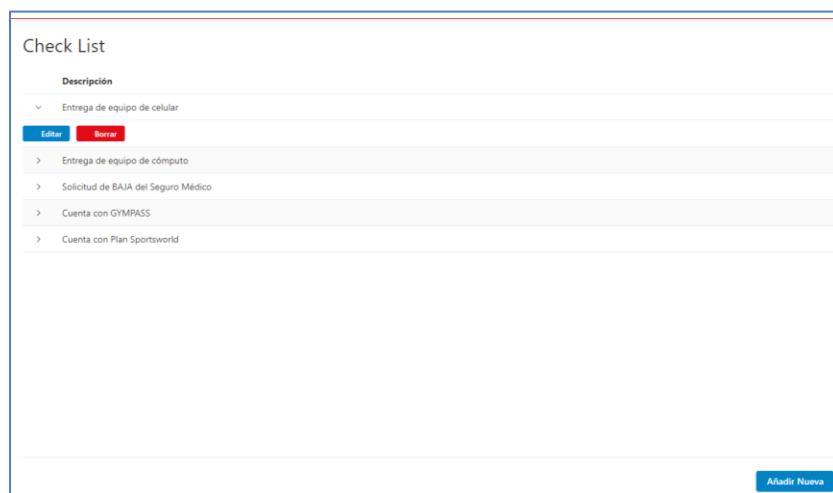 Check List
Descripción
Entrega de equipo de celular
Editar Borrar
Entrega de equipo de cómputo
Solicitud de BAJA del Seguro Médico
Cuenta con GYMPASS
Cuenta con Plan Sportsworld
Añadir Nueva